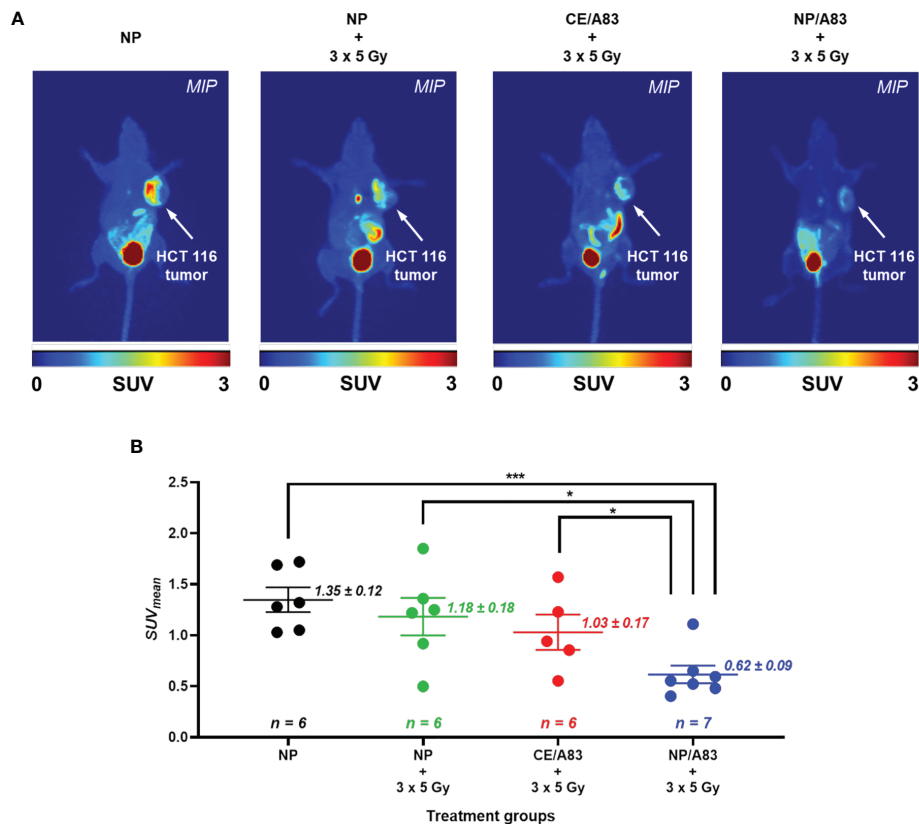 A
NP
NP
+
3 x 5 Gy
CE/A83
+
3 x 5 Gy
NP/A83
+
3 x 5 Gy
MIP
MIP
MIP
MIP
HCT 116
tumor
HCT 116
tumor
HCT 116
tumor
HCT 116
tumor
0 SUV 3
0 SUV 3
0 SUV 3
0 SUV 3
B
2.5
2.0
1.5
1.0
0.5
0.0
SUVmean
***
*
*
1.35 ± 0.12
1.18 ± 0.18
1.03 ± 0.17
0.62 ± 0.09
n = 6
n = 6
n = 6
n = 7
NP
NP
+
3 x 5 Gy
CE/A83
+
3 x 5 Gy
NP/A83
+
3 x 5 Gy
Treatment groups